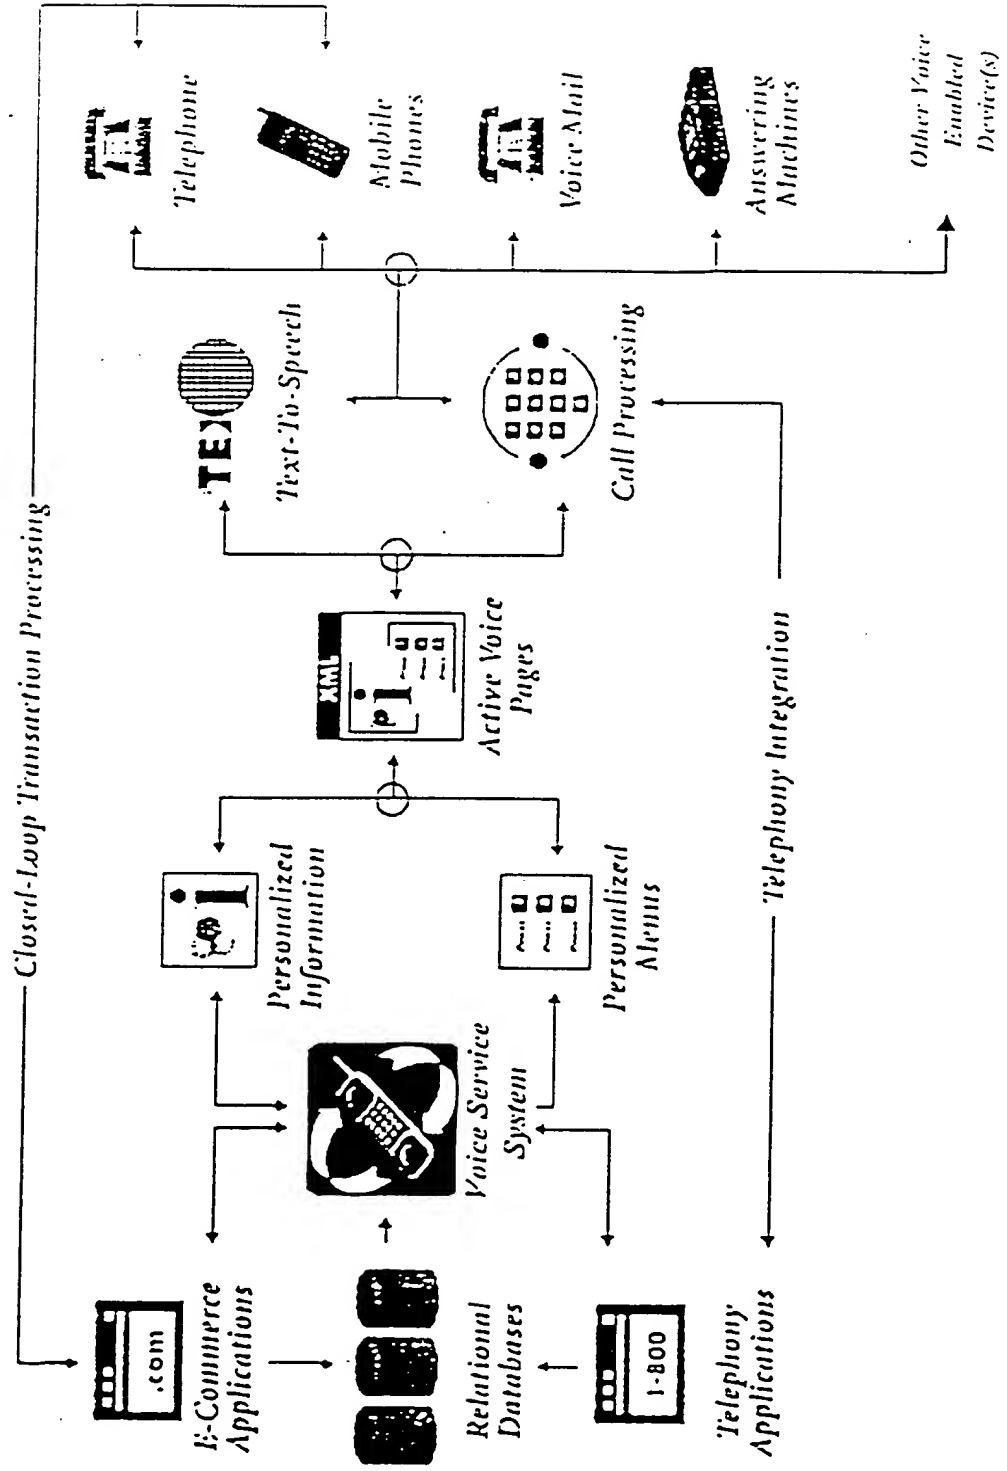 Closed-Loop Transaction Processing
.com
E-Commerce
Applications
Relational
Databases
1-800
Telephony
Applications
Voice Service
System
i
Personalized
Information
Personalized
Menus
XML
i
Active Voice
Pages
TEX
Text-To-Speech
Call Processing
Telephony Integration
Telephone
Mobile
Phones
Voice Mail
Answering
Machines
Other Voice
Enabled
Device(s)